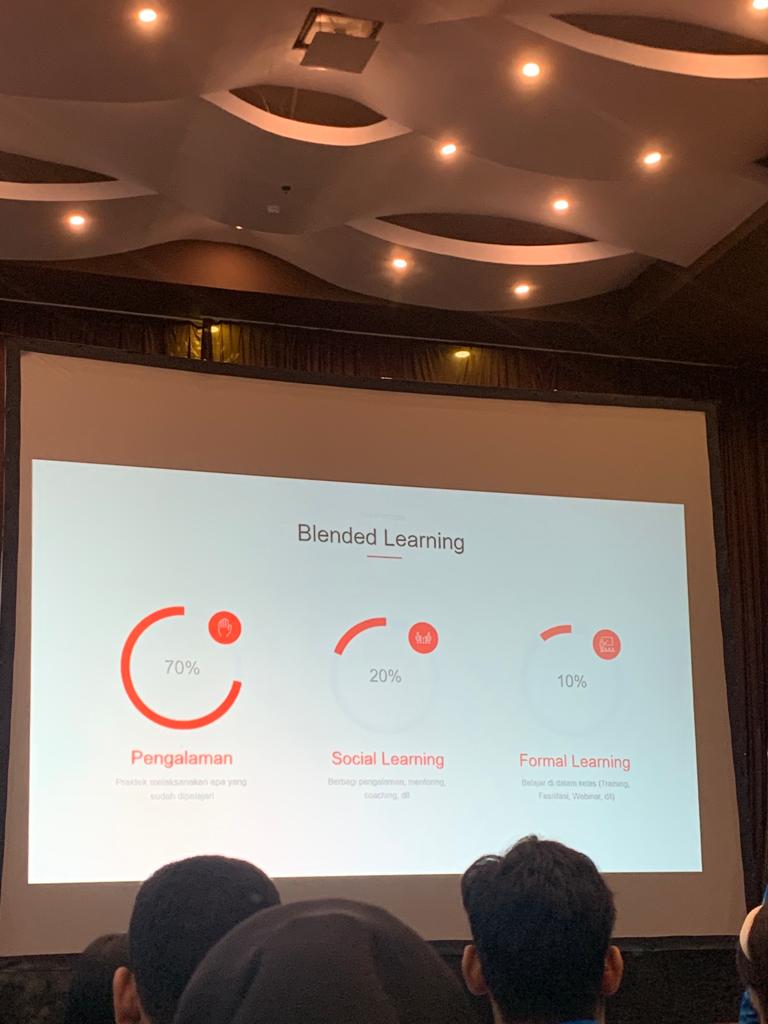 Blended Learning
70%
20%
10%
Pengalaman
Praktek melaksanakan apa yang
sudah dipelajari
Social Learning
Berbagi pengalaman, mentoring,
coaching, dll
Formal Learning
Belajar di dalam kelas (Training,
Fasilitasi, Webinar, dll)